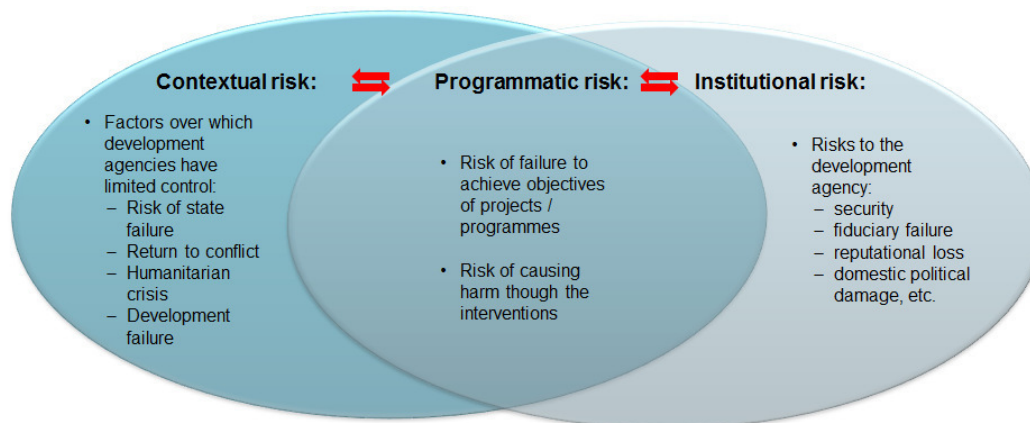 Contextual risk:
• Factors over which
development
agencies have
limited control:
– Risk of state
failure
– Return to conflict
– Humanitarian
crisis
– Development
failure
Programmatic risk:
• Risk of failure to
achieve objectives
of projects /
programmes
• Risk of causing
harm though the
interventions
Institutional risk:
• Risks to the
development
agency:
– security
– fiduciary failure
– reputational loss
– domestic political
damage, etc.